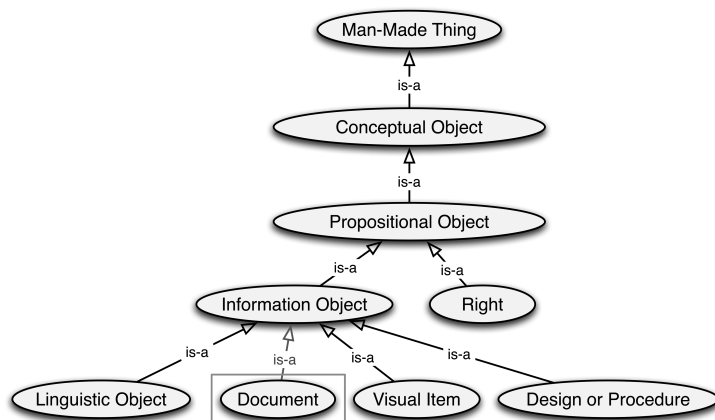 Man-Made Thing
is-a
Conceptual Object
is-a
Propositional Object
is-a
is-a
Information Object
Right
is-a
is-a
is-a
is-a
Linguistic Object
Document
Visual Item
Design or Procedure